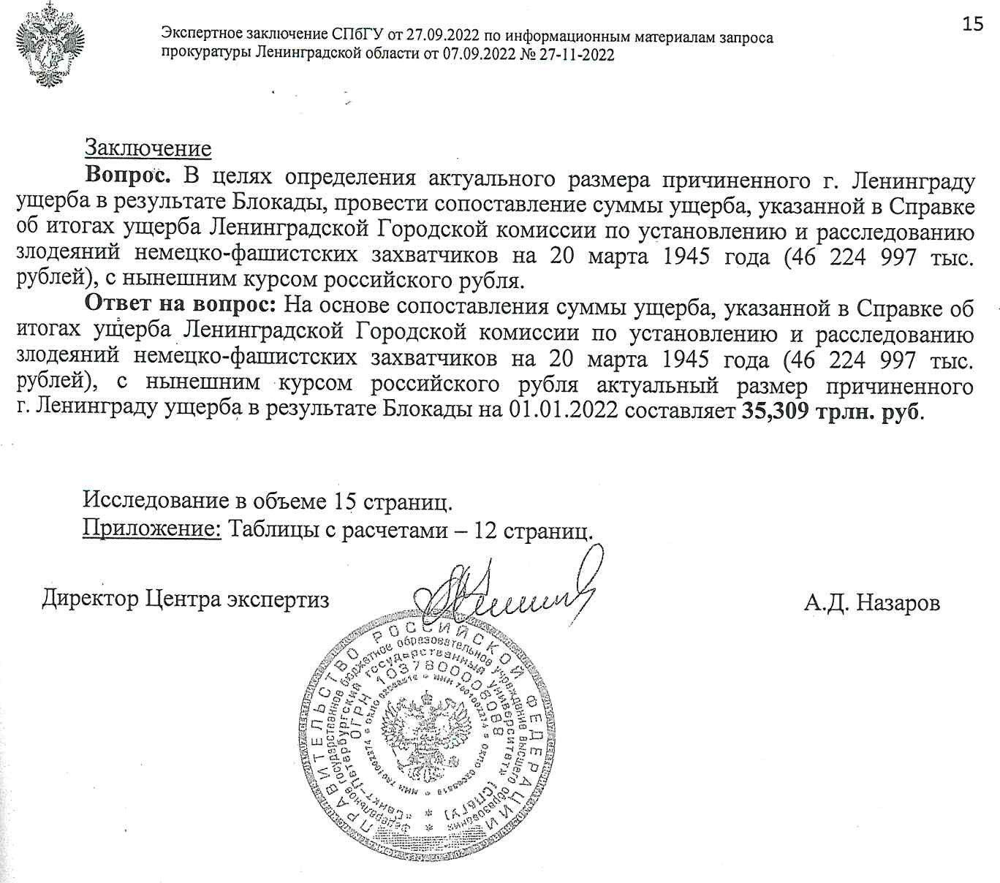 15
Экспертное заключение СПбГУ от 27.09.2022 по информационным материалам запроса
прокуратуры Ленинградской области от 07.09.2022 № 27-11-2022
Заключение
Вопрос. В целях определения актуального размера причиненного г. Ленинграду
ущерба в результате Блокады, провести сопоставление суммы ущерба, указанной в Справке
об итогах ущерба Ленинградской Городской комиссии по установлению и расследованию
злодеяний немецко-фашистских захватчиков на 20 марта 1945 года (46 224 997 тыс.
рублей), с нынешним курсом российского рубля.
Ответ на вопрос: На основе сопоставления суммы ущерба, указанной в Справке об
итогах ущерба Ленинградской Городской комиссии по установлению и расследованию
злодеяний немецко-фашистских захватчиков на 20 марта 1945 года (46 224 997 тыс.
рублей), с нынешним курсом российского рубля актуальный размер причиненного
г. Ленинграду ущерба в результате Блокады на 01.01.2022 составляет 35,309 трлн. руб.
Исследование в объеме 15 страниц.
Приложение: Таблицы с расчетами – 12 страниц.
Директор Центра экспертиз
А.Д. Назаров
ПРАВИТЕЛЬСТВО РОССИЙСКОЙ ФЕДЕРАЦИИ
Федеральное государственное бюджетное образовательное учреждение высшего образования
«Санкт-Петербургский государственный университет» (СПбГУ)
ОГРН 1037800008088